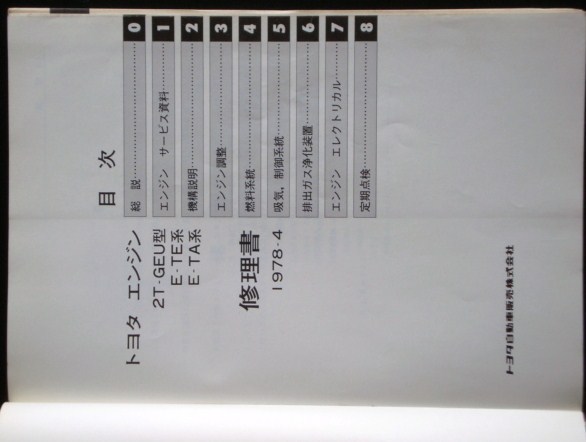 トヨタ エンジン
2T-GEU型
E-TE系
E-TA系
修理書
1978-4
目 次
総 説 0
エンジン サービス資料 1
機構説明 2
エンジン調整 3
燃料系統 4
吸気，制御系統 5
排出ガス浄化装置 6
エンジン エレクトリカル 7
定期点検 8
トヨタ自動車販売株式会社